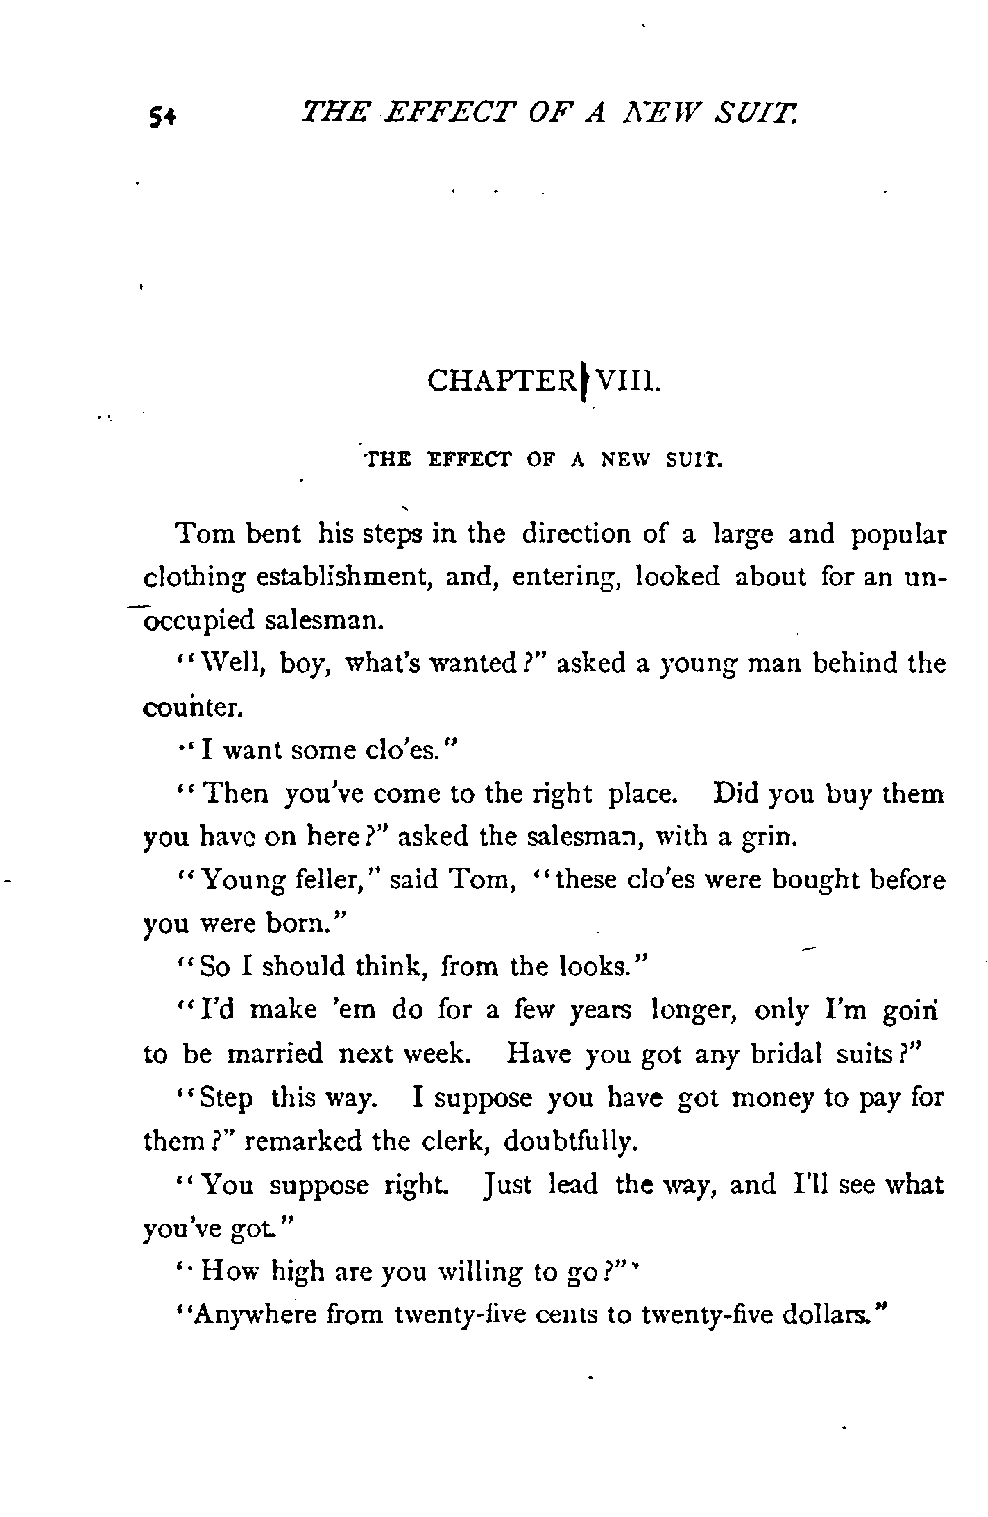 54 THE EFFECT OF A NEW SUIT.
CHAPTER VIII.
THE EFFECT OF A NEW SUIT.
Tom bent his steps in the direction of a large and popular
clothing establishment, and, entering, looked about for an un-
occupied salesman.
"Well, boy, what's wanted?" asked a young man behind the
counter.
"I want some clo'es."
"Then you've come to the right place. Did you buy them
you have on here?" asked the salesman, with a grin.
"Young feller," said Tom, "these clo'es were bought before
you were born."
"So I should think, from the looks."
"I'd make 'em do for a few years longer, only I'm goin'
to be married next week. Have you got any bridal suits?"
"Step this way. I suppose you have got money to pay for
them?" remarked the clerk, doubtfully.
"You suppose right. Just lead the way, and I'll see what
you've got."
"How high are you willing to go?"
"Anywhere from twenty-five cents to twenty-five dollars."